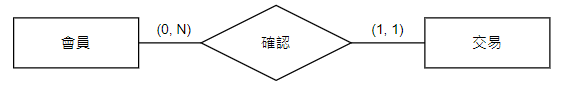 會員
(0, N)
確認
(1, 1)
交易